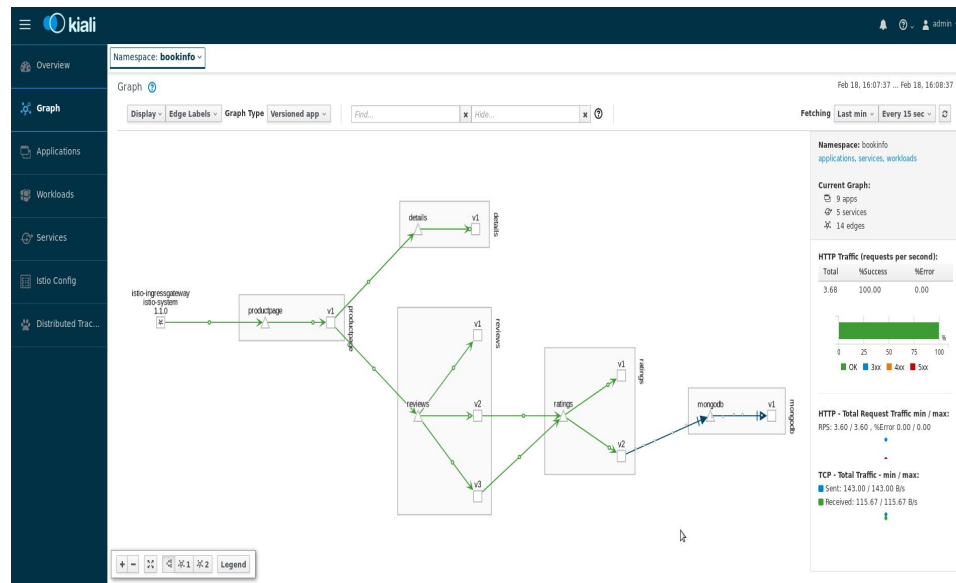 kiali
admin
Overview
Graph
Applications
Workloads
Services
Istio Config
Distributed Trac...
Namespace: bookinfo
Graph
Feb 18, 16:07:37 ... Feb 18, 16:08:37
Display Edge Labels Graph Type Versioned app Find... x Hide... x Fetching Last min Every 15 sec
Namespace: bookinfo
applications, services, workloads
Current Graph:
9 apps
5 services
14 edges
HTTP Traffic (requests per second):
Total %Success %Error
3.68 100.00 0.00
%
0 25 50 75 100
OK 3xx 4xx 5xx
HTTP - Total Request Traffic min / max:
RPS: 3.60 / 3.60 , %Error 0.00 / 0.00
TCP - Total Traffic - min / max:
Sent: 143.00 / 143.00 B/s
Received: 115.67 / 115.67 B/s
details v1
details
istio-ingressgateway
istio-system
1.1.0
productpage v1
productpage
v1
reviews
reviews v2
v3
v1
ratings
ratings
v2
mongodb v1
mongodb
+ - 1 2 Legend